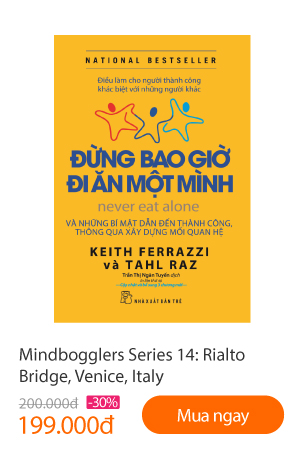 NATIONAL BESTSELLER
Điều làm cho người thành công
khác biệt với những người khác
ĐỪNG BAO GIỜ
ĐI ĂN MỘT MÌNH
never eat alone
VÀ NHỮNG BÍ MẬT DẪN ĐẾN THÀNH CÔNG,
THÔNG QUA XÂY DỰNG MỐI QUAN HỆ
KEITH FERRAZZI
và TAHL RAZ
Trần Thị Ngân Tuyến dịch
NHÀ XUẤT BẢN TRẺ
Mindbogglers Series 14: Rialto
Bridge, Venice, Italy
200.000đ -30%
199.000đ
Mua ngay